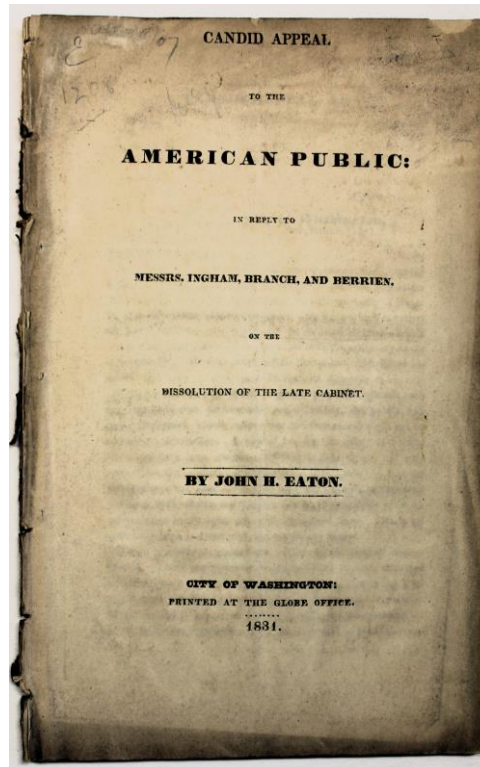 1208
CANDID APPEAL
TO THE
AMERICAN PUBLIC:
IN REPLY TO
MESSRS. INGHAM, BRANCH, AND BERRIEN,
ON THE
DISSOLUTION OF THE LATE CABINET.
BY JOHN H. EATON.
CITY OF WASHINGTON:
PRINTED AT THE GLOBE OFFICE.
1831.